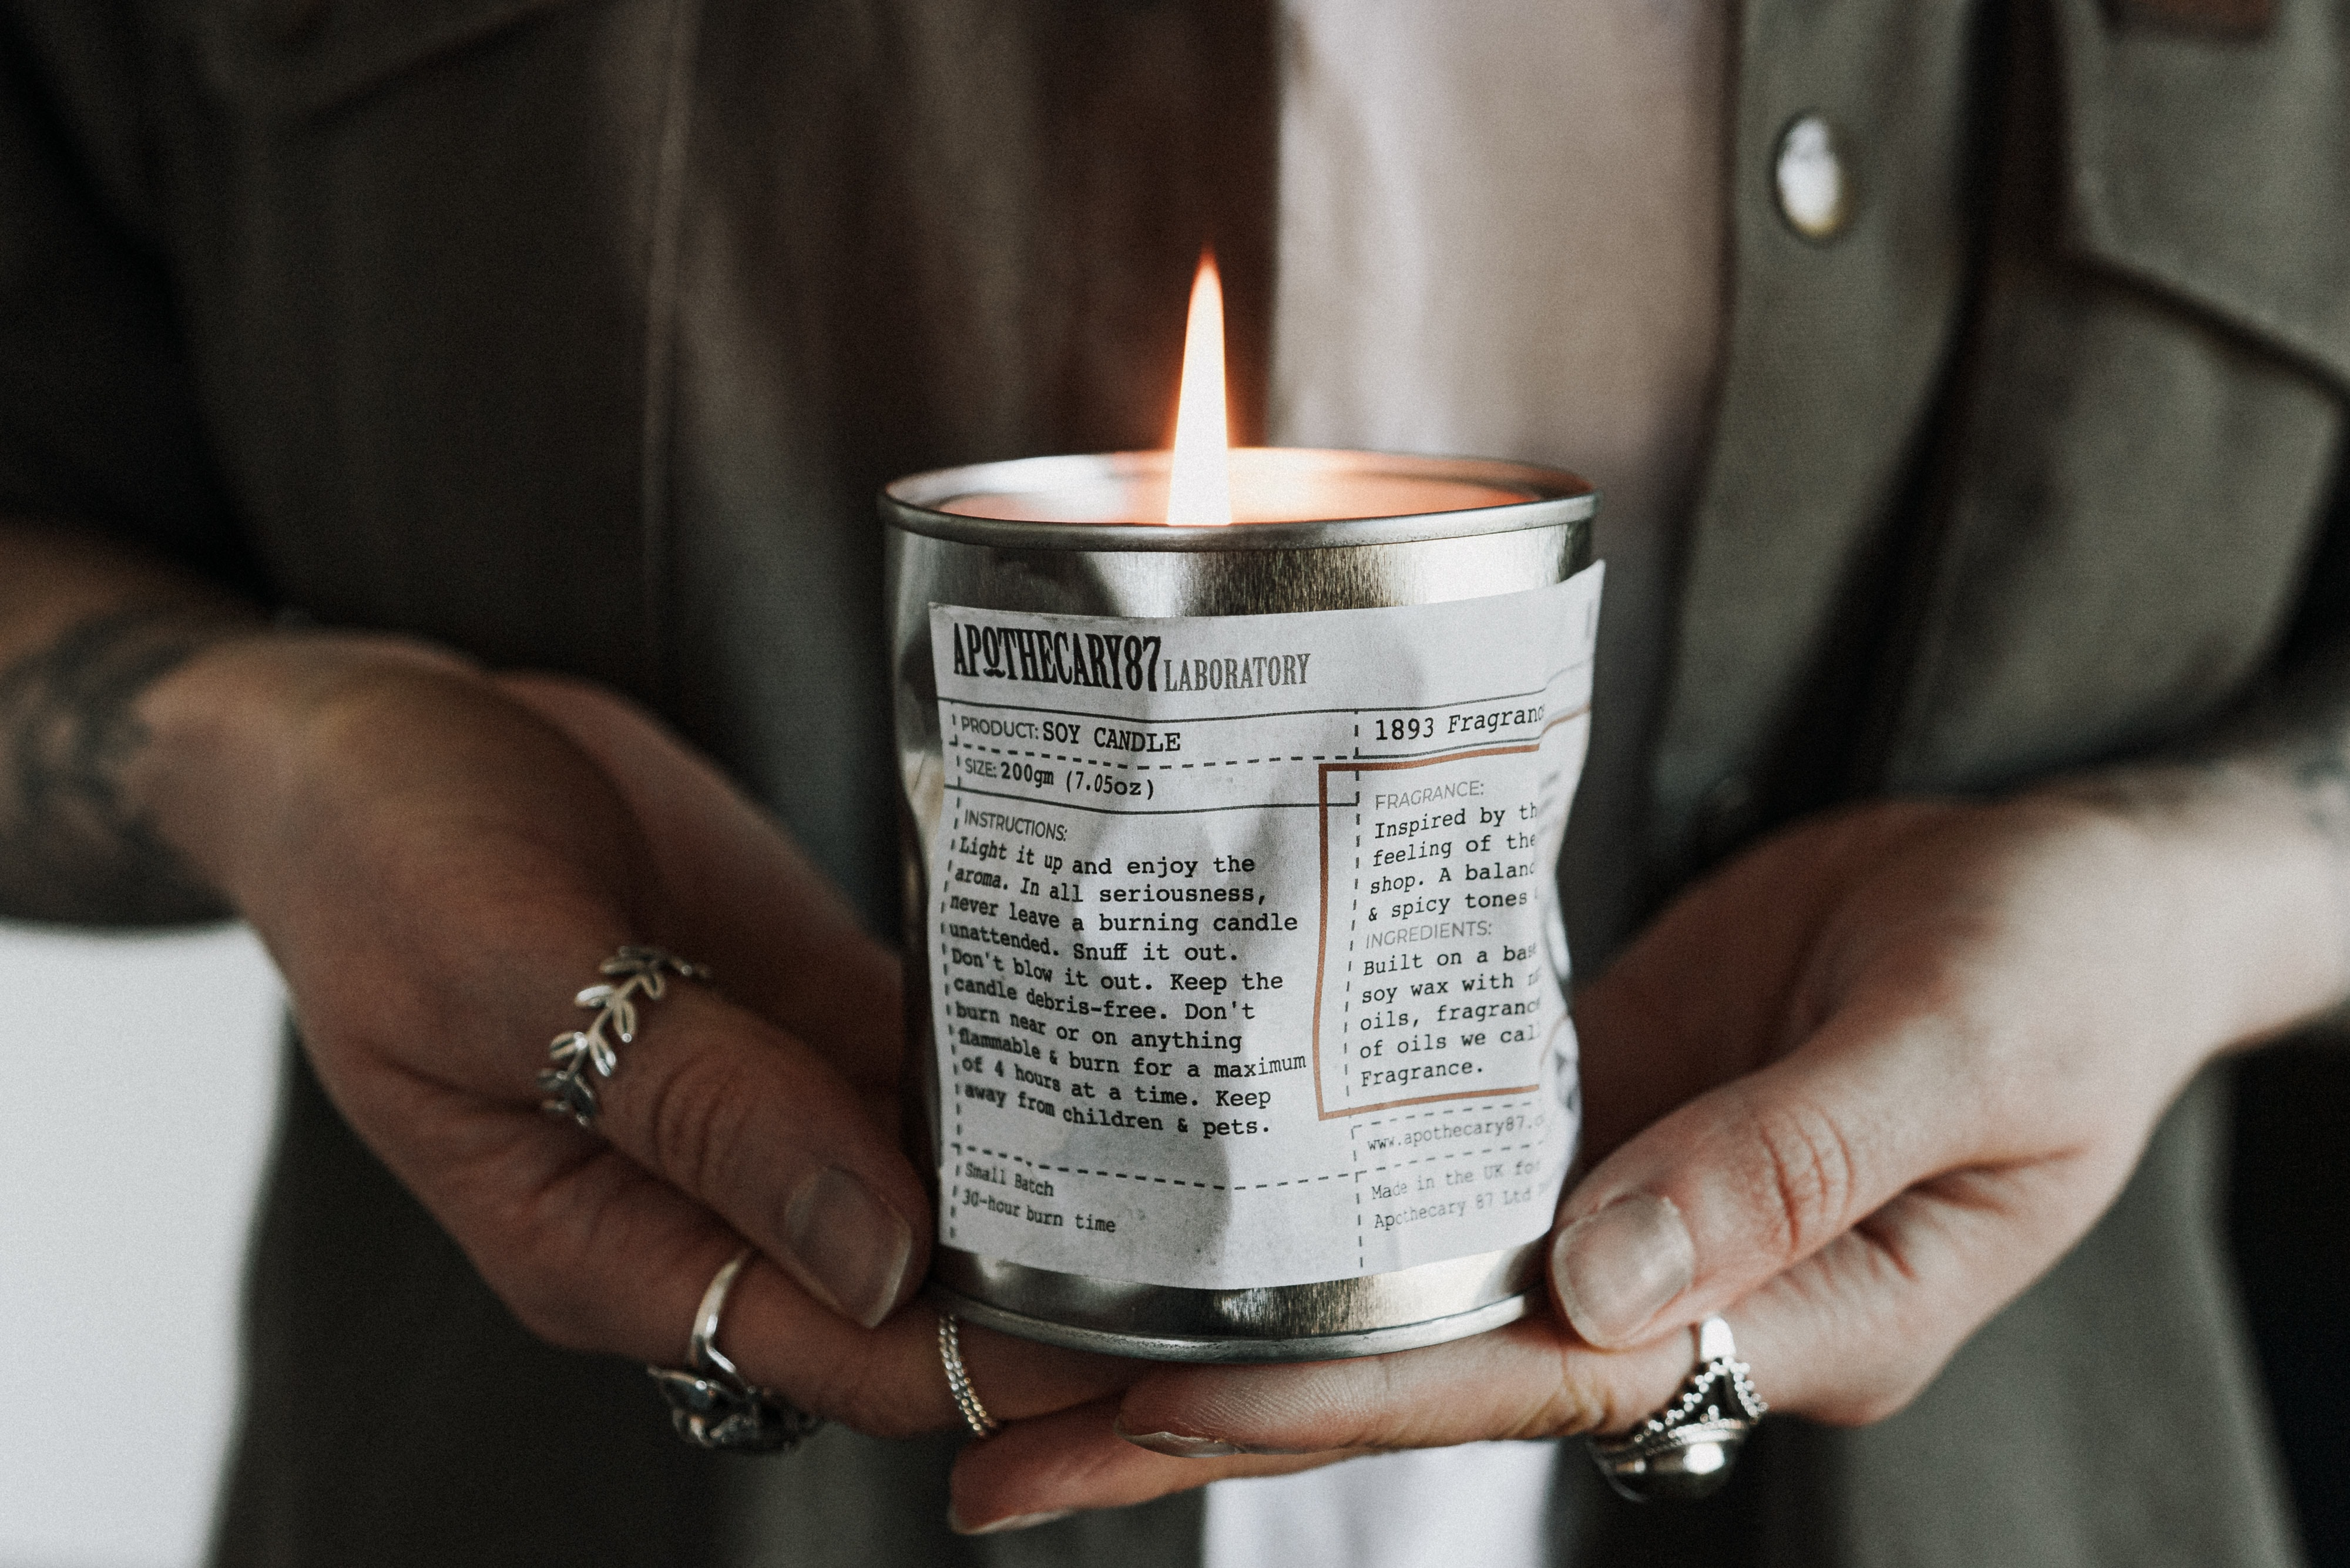 APOTHECARY87 LABORATORY
PRODUCT: SOY CANDLE
SIZE: 200gm (7.05oz)
INSTRUCTIONS:
Light it up and enjoy the
aroma. In all seriousness,
never leave a burning candle
unattended. Snuff it out.
Don't blow it out. Keep the
candle debris-free. Don't
burn near or on anything
flammable & burn for a maximum
of 4 hours at a time. Keep
away from children & pets.
Small Batch
30-hour burn time
1893 Fragranc
FRAGRANCE:
Inspired by th
feeling of the
shop. A balanc
& spicy tones
INGREDIENTS:
Built on a bas
soy wax with
oils, fragranc
of oils we cal
Fragrance.
www.apothecary87.c
Made in the UK fo
Apothecary 87 Ltd